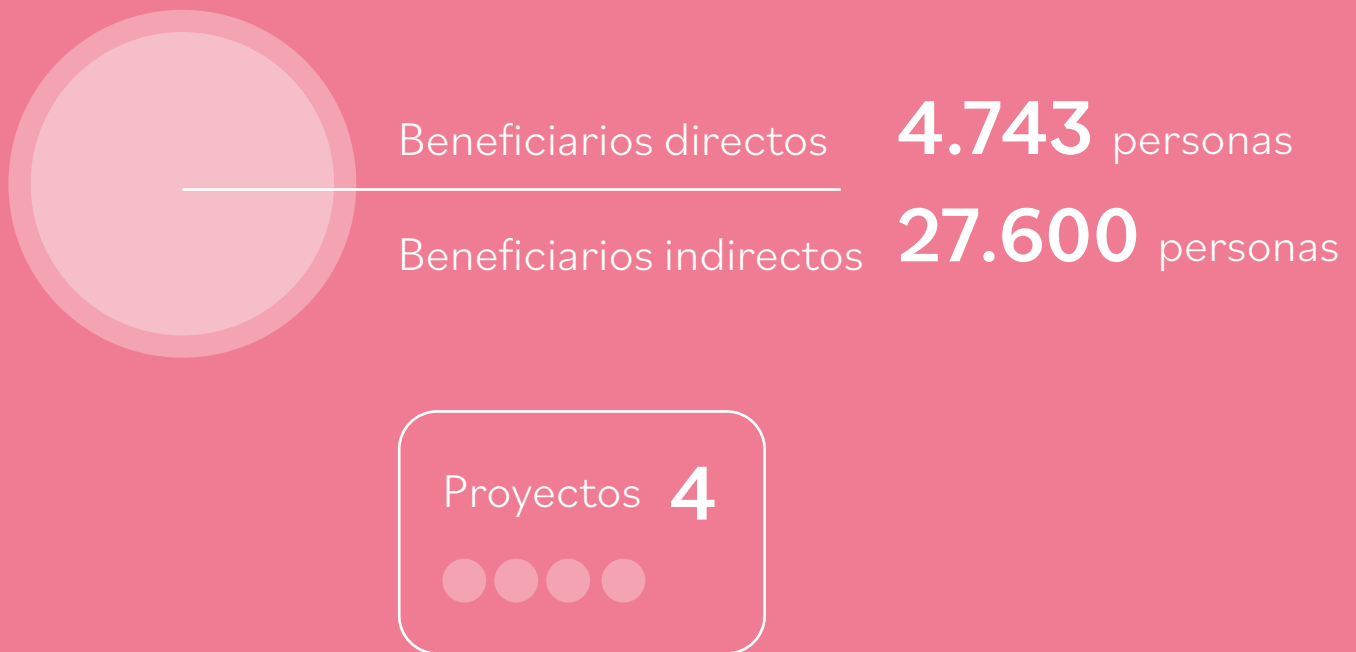 Beneficiarios directos 4.743 personas
Beneficiarios indirectos 27.600 personas
Proyectos 4